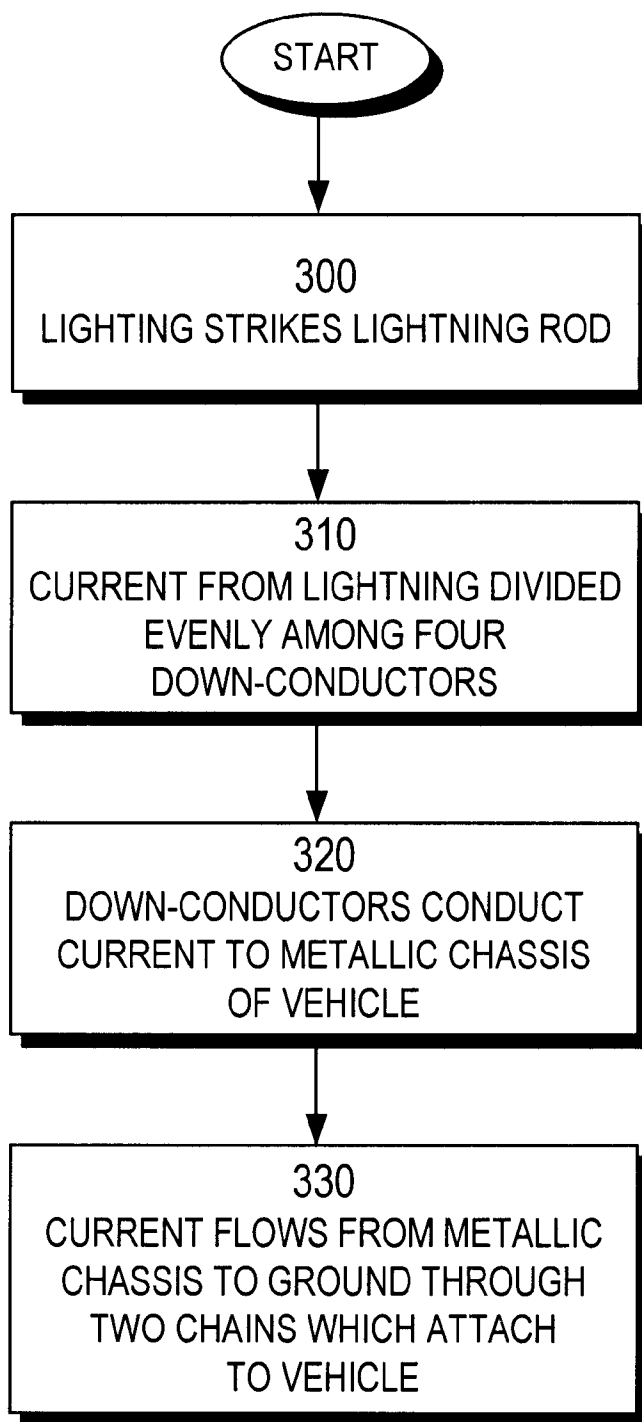 START
300
LIGHTING STRIKES LIGHTNING ROD
310
CURRENT FROM LIGHTNING DIVIDED
EVENLY AMONG FOUR
DOWN-CONDUCTORS
320
DOWN-CONDUCTORS CONDUCT
CURRENT TO METALLIC CHASSIS
OF VEHICLE
330
CURRENT FLOWS FROM METALLIC
CHASSIS TO GROUND THROUGH
TWO CHAINS WHICH ATTACH
TO VEHICLE